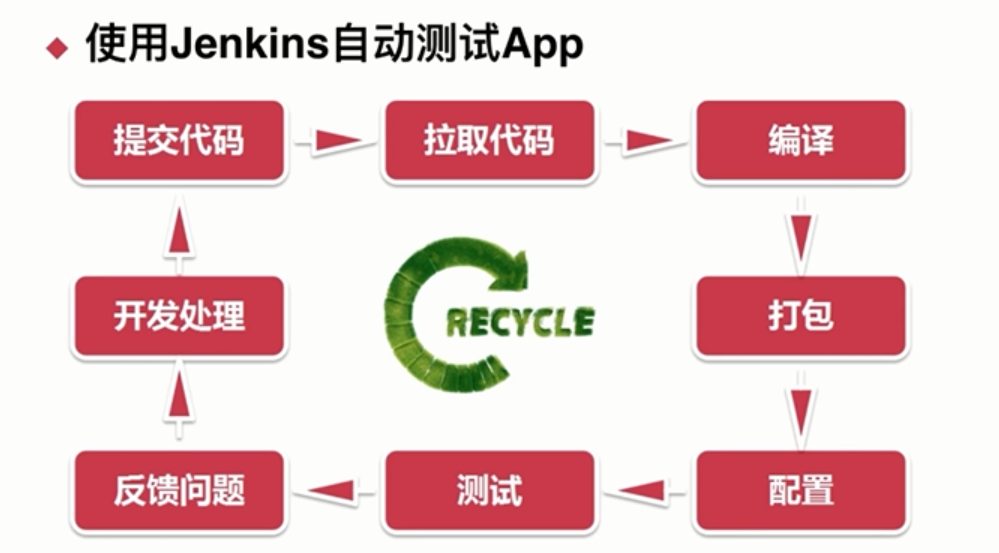 使用Jenkins自动测试App
提交代码
拉取代码
编译
打包
配置
测试
反馈问题
开发处理
RECYCLE